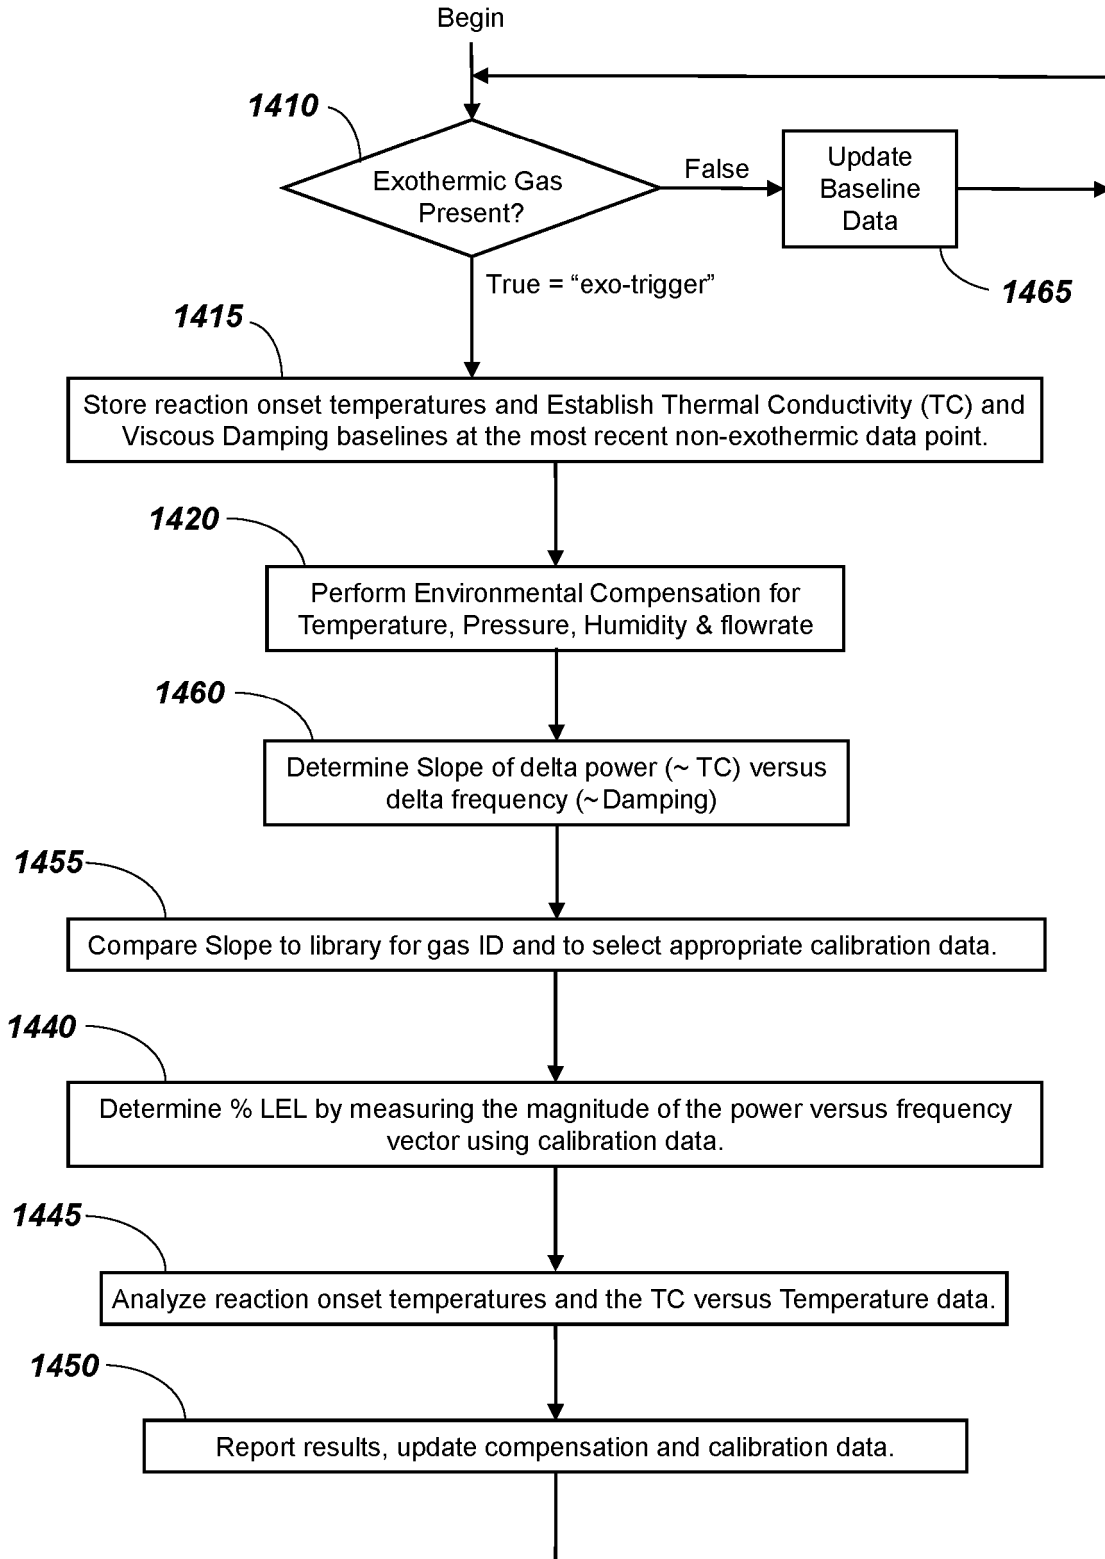 Begin
1410
Exothermic Gas
Present?
False
Update
Baseline
Data
1465
True = “exo-trigger”
1415
Store reaction onset temperatures and Establish Thermal Conductivity (TC) and
Viscous Damping baselines at the most recent non-exothermic data point.
1420
Perform Environmental Compensation for
Temperature, Pressure, Humidity & flowrate
1460
Determine Slope of delta power (~ TC) versus
delta frequency (~Damping)
1455
Compare Slope to library for gas ID and to select appropriate calibration data.
1440
Determine % LEL by measuring the magnitude of the power versus frequency
vector using calibration data.
1445
Analyze reaction onset temperatures and the TC versus Temperature data.
1450
Report results, update compensation and calibration data.